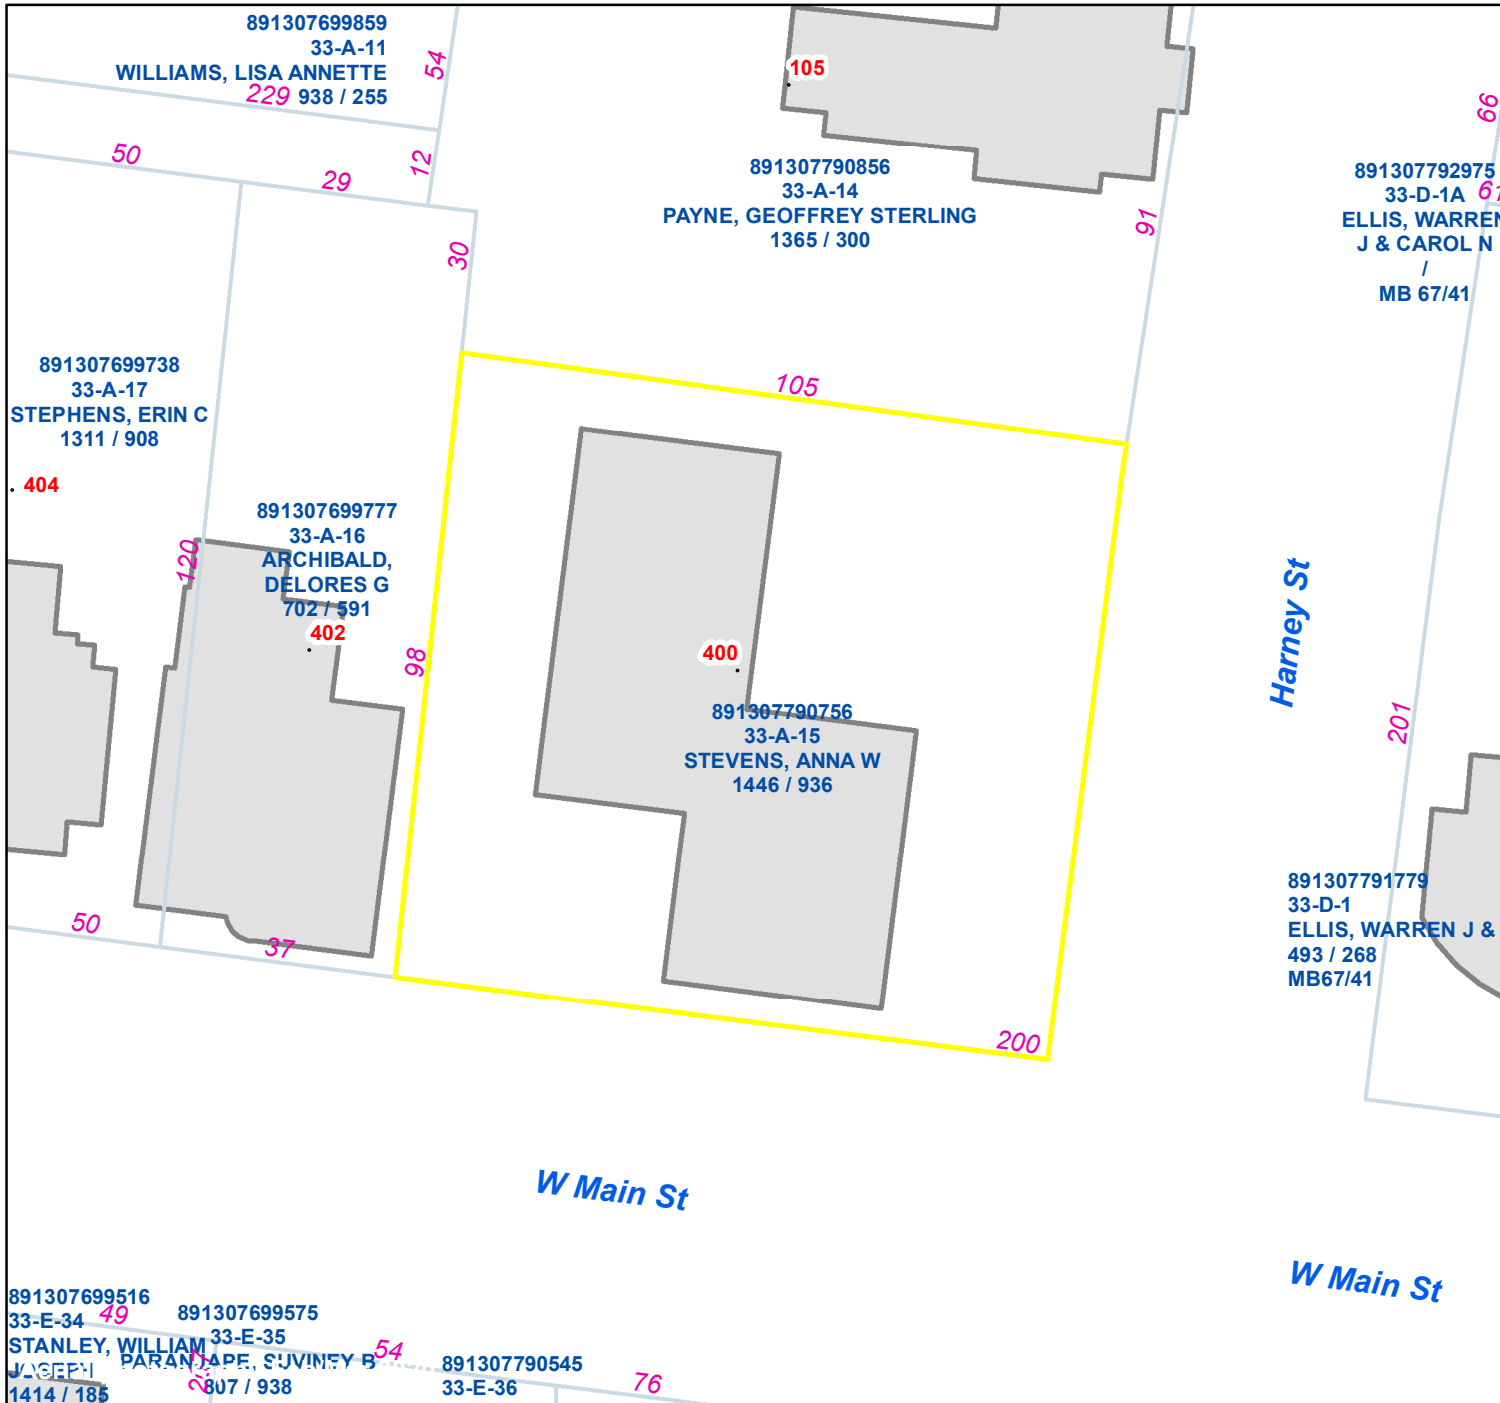 891307699859
33-A-11
WILLIAMS, LISA ANNETTE
938 / 255
229
54
12
50
29
30
105
891307790856
33-A-14
PAYNE, GEOFFREY STERLING
1365 / 300
91
66
891307792975
33-D-1A
61
ELLIS, WARREN
J & CAROL N
/
MB 67/41
891307699738
33-A-17
STEPHENS, ERIN C
1311 / 908
404
105
891307699777
33-A-16
ARCHIBALD,
DELORES G
702 / 591
402
120
98
400
891307790756
33-A-15
STEVENS, ANNA W
1446 / 936
Harney St
201
891307791779
33-D-1
ELLIS, WARREN J &
493 / 268
MB67/41
50
37
200
W Main St
W Main St
891307699516
33-E-34
STANLEY, WILLIAM
1414 / 185
49
891307699575
33-E-35
PARANJAPE, SUVINEY B
807 / 938
54
891307790545
33-E-36
76